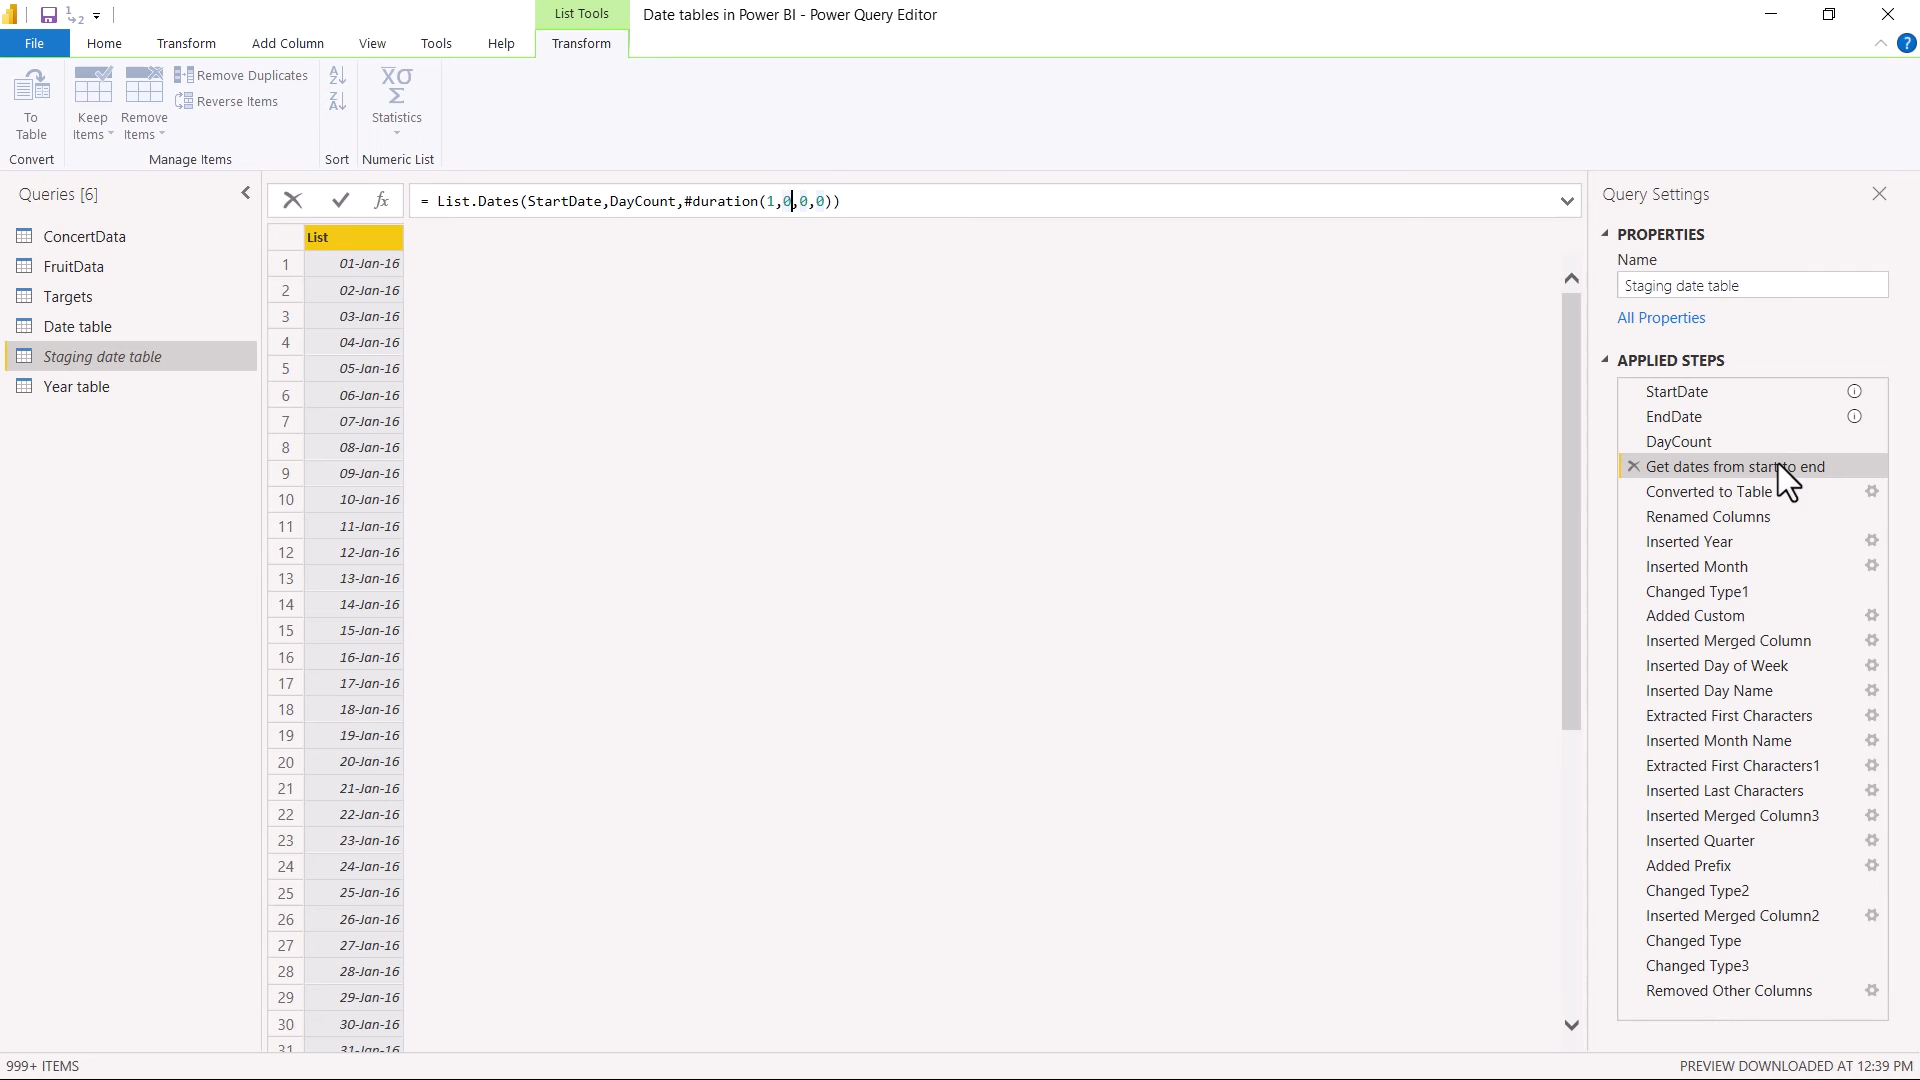 List Tools
Date tables in Power BI - Power Query Editor
File
Home
Transform
Add Column
View
Tools
Help
Transform
To
Table
Keep
Items
Remove
Items
Remove Duplicates
Reverse Items
Statistics
Convert
Manage Items
Sort
Numeric List
Queries [6]
ConcertData
FruitData
Targets
Date table
Staging date table
Year table
fx
= List.Dates(StartDate,DayCount,#duration(1,0,0,0))
List
1 01-Jan-16
2 02-Jan-16
3 03-Jan-16
4 04-Jan-16
5 05-Jan-16
6 06-Jan-16
7 07-Jan-16
8 08-Jan-16
9 09-Jan-16
10 10-Jan-16
11 11-Jan-16
12 12-Jan-16
13 13-Jan-16
14 14-Jan-16
15 15-Jan-16
16 16-Jan-16
17 17-Jan-16
18 18-Jan-16
19 19-Jan-16
20 20-Jan-16
21 21-Jan-16
22 22-Jan-16
23 23-Jan-16
24 24-Jan-16
25 25-Jan-16
26 26-Jan-16
27 27-Jan-16
28 28-Jan-16
29 29-Jan-16
30 30-Jan-16
31 31-Jan-16
Query Settings
PROPERTIES
Name
Staging date table
All Properties
APPLIED STEPS
StartDate
EndDate
DayCount
Get dates from start to end
Converted to Table
Renamed Columns
Inserted Year
Inserted Month
Changed Type1
Added Custom
Inserted Merged Column
Inserted Day of Week
Inserted Day Name
Extracted First Characters
Inserted Month Name
Extracted First Characters1
Inserted Last Characters
Inserted Merged Column3
Inserted Quarter
Added Prefix
Changed Type2
Inserted Merged Column2
Changed Type
Changed Type3
Removed Other Columns
999+ ITEMS
PREVIEW DOWNLOADED AT 12:39 PM